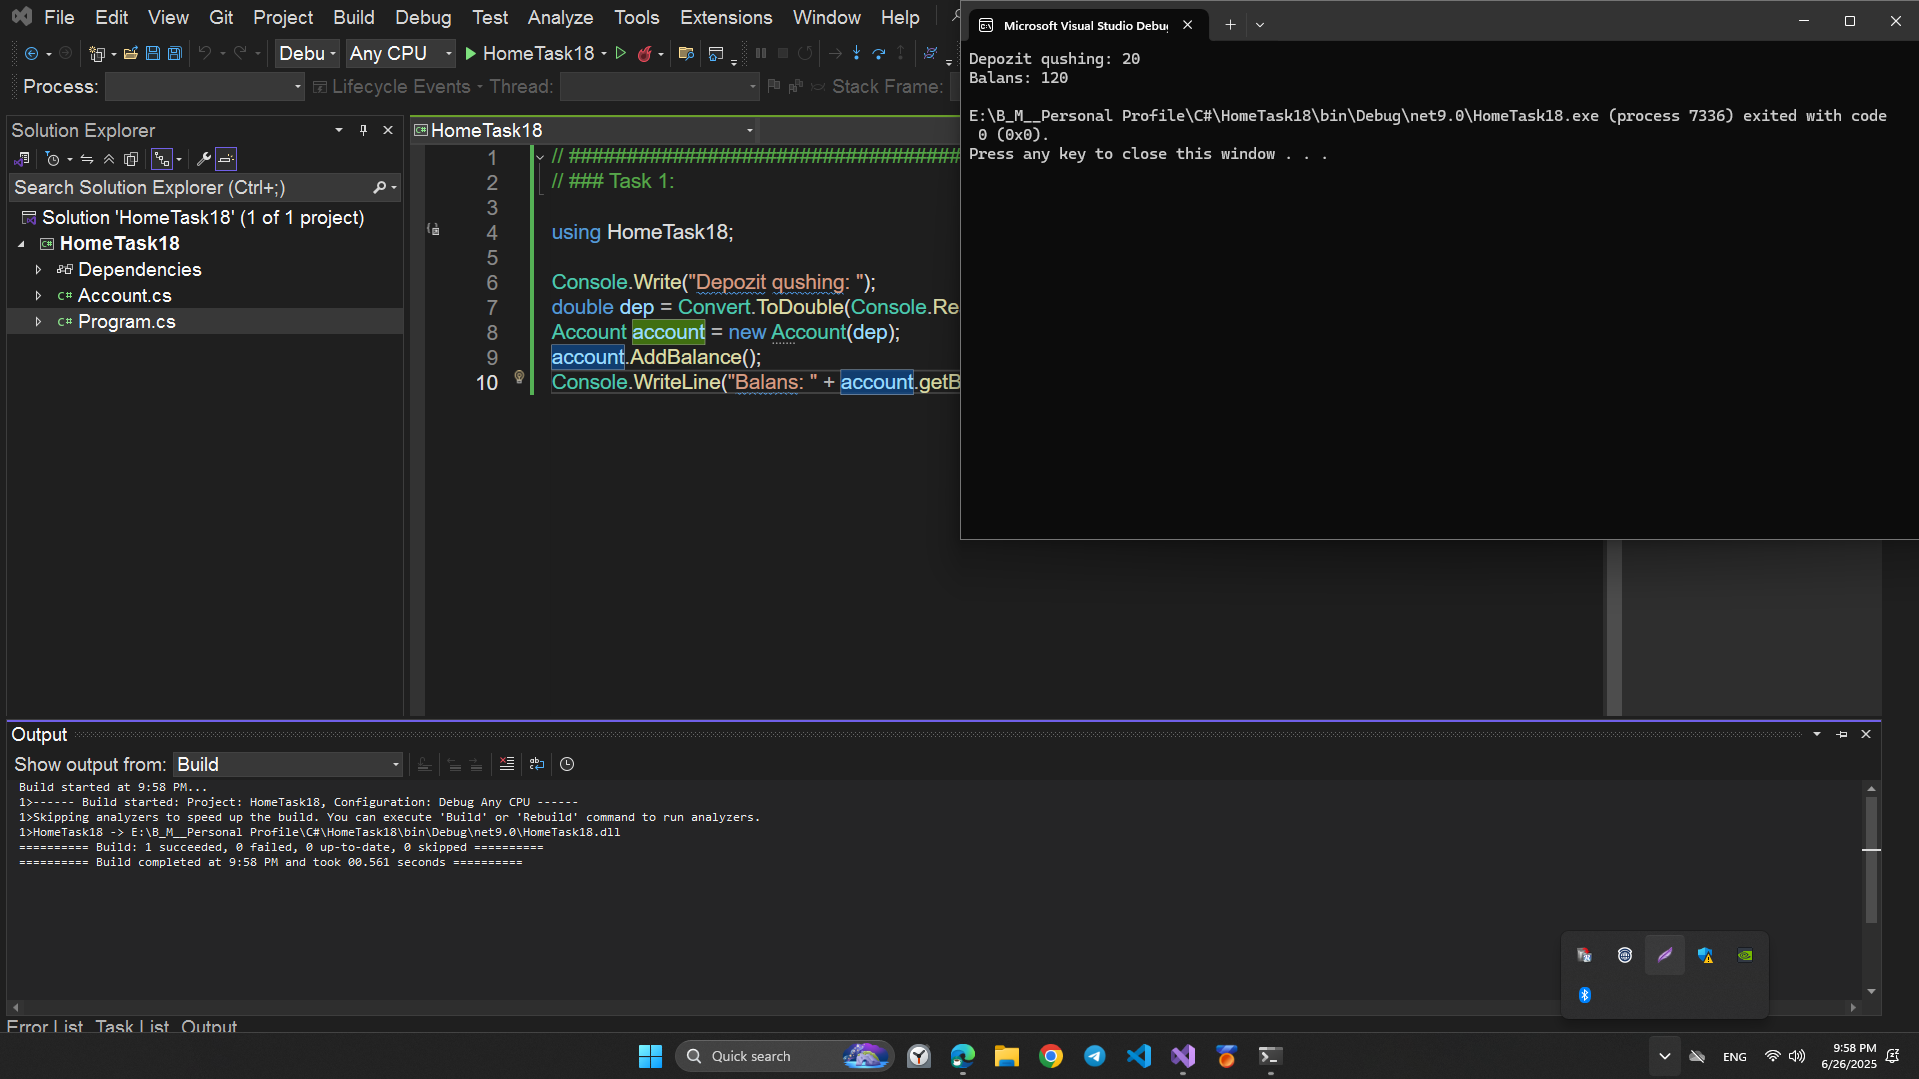 File Edit View Git Project Build Debug Test Analyze Tools Extensions Window Help
Debu Any CPU HomeTask18
Process: Lifecycle Events Thread: Stack Frame:
Solution Explorer
Search Solution Explorer (Ctrl+;)
Solution 'HomeTask18' (1 of 1 project)
HomeTask18
Dependencies
Account.cs
Program.cs
HomeTask18
1 // ######################################
2 // ### Task 1:
3
4 using HomeTask18;
5
6 Console.Write("Depozit qushing: ");
7 double dep = Convert.ToDouble(Console.Re
8 Account account = new Account(dep);
9 account.AddBalance();
10 Console.WriteLine("Balans: " + account.getB
Microsoft Visual Studio Debug
Depozit qushing: 20
Balans: 120
E:\B_M__Personal Profile\C#\HomeTask18\bin\Debug\net9.0\HomeTask18.exe (process 7336) exited with code
0 (0x0).
Press any key to close this window . . .
Output
Show output from: Build
Build started at 9:58 PM...
1>------ Build started: Project: HomeTask18, Configuration: Debug Any CPU ------
1>Skipping analyzers to speed up the build. You can execute 'Build' or 'Rebuild' command to run analyzers.
1>HomeTask18 -> E:\B_M__Personal Profile\C#\HomeTask18\bin\Debug\net9.0\HomeTask18.dll
========== Build: 1 succeeded, 0 failed, 0 up-to-date, 0 skipped ==========
========== Build completed at 9:58 PM and took 00.561 seconds ==========
Error List Task List Output
Quick search
ENG
9:58 PM
6/26/2025